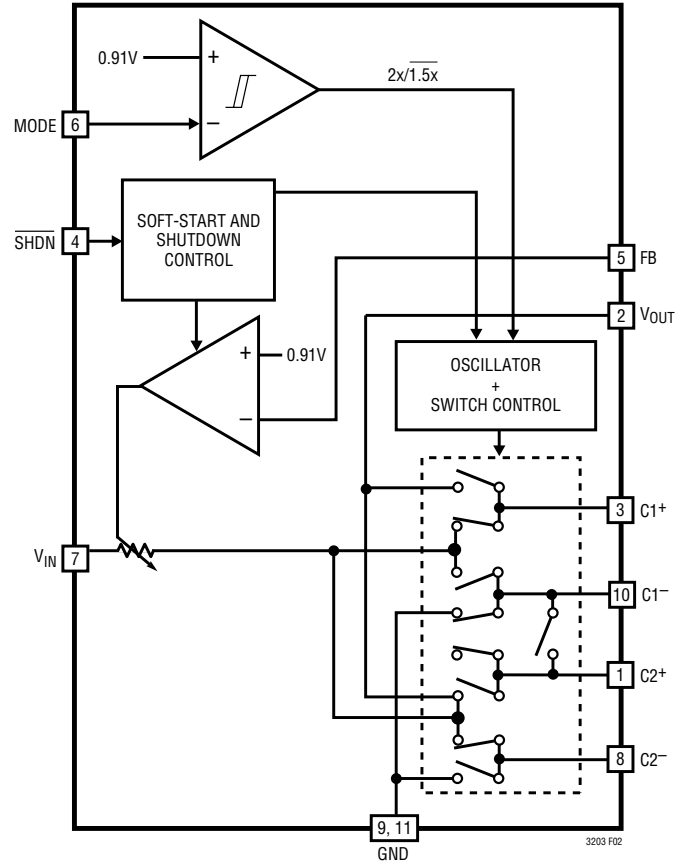 0.91V
+
2x/1.5x
MODE
6
–
SOFT-START AND
SHUTDOWN
CONTROL
SHDN
4
5
FB
2
VOUT
+
0.91V
–
OSCILLATOR
+
SWITCH CONTROL
3
C1+
VIN
7
10
C1–
1
C2+
8
C2–
9, 11
GND
3203 F02